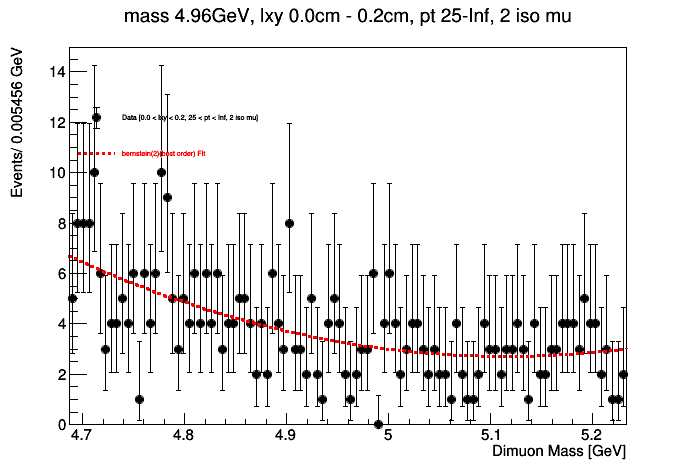 mass 4.96GeV, lxy 0.0cm - 0.2cm, pt 25-Inf, 2 iso mu
Events/ 0.005456 GeV
14
12
10
8
6
4
2
0
Data [0.0 < lxy < 0.2, 25 < pt < Inf, 2 iso mu]
bernstein(2)(best order) Fit
4.7 4.8 4.9 5 5.1 5.2
Dimuon Mass [GeV]